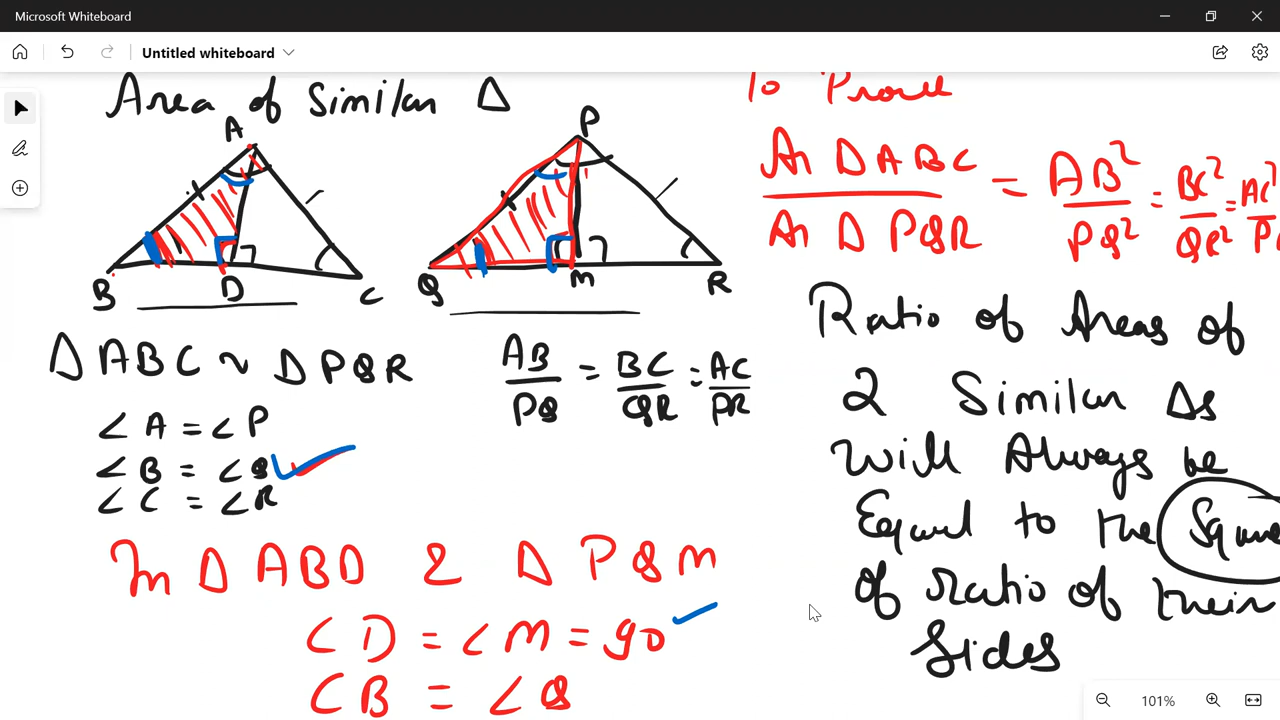 Microsoft Whiteboard
Untitled whiteboard
Area of Similar Δ
A
B
D
C
P
Q
M
R
Δ ABC ~ Δ PQR
∠ A = ∠ P
∠ B = ∠ Q
∠ C = ∠ R
AB/PQ = BC/QR = AC/PR
In Δ ABD & Δ PQM
∠ D = ∠ M = 90
∠ B = ∠ Q
To Prove
Ar Δ ABC / Ar Δ PQR = AB²/PQ² = BC²/QR² = AC²/P
Ratio of Areas of
2 Similar Δs
Will Always be
Equal to the Square
of ratio of their
Sides
101%